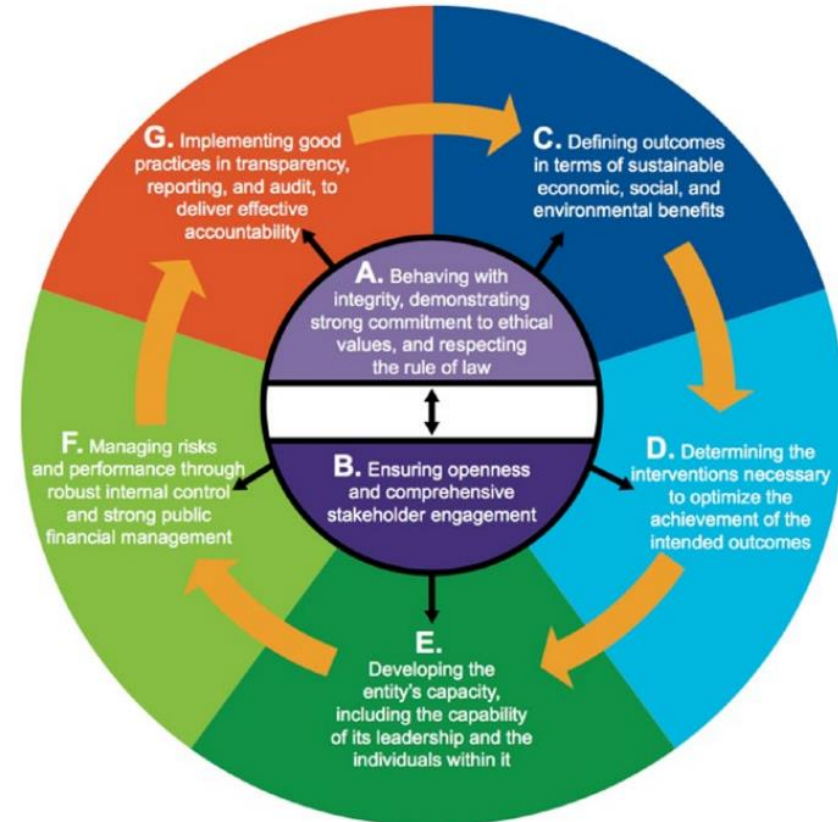 G. Implementing good
practices in transparency,
reporting, and audit, to
deliver effective
accountability
C. Defining outcomes
in terms of sustainable
economic, social, and
environmental benefits
A. Behaving with
integrity, demonstrating
strong commitment to ethical
values, and respecting
the rule of law
F. Managing risks
and performance through
robust internal control
and strong public
financial management
B. Ensuring openness
and comprehensive
stakeholder engagement
D. Determining the
interventions necessary
to optimize the
achievement of the
intended outcomes
E.
Developing the
entity's capacity,
including the capability
of its leadership and the
individuals within it